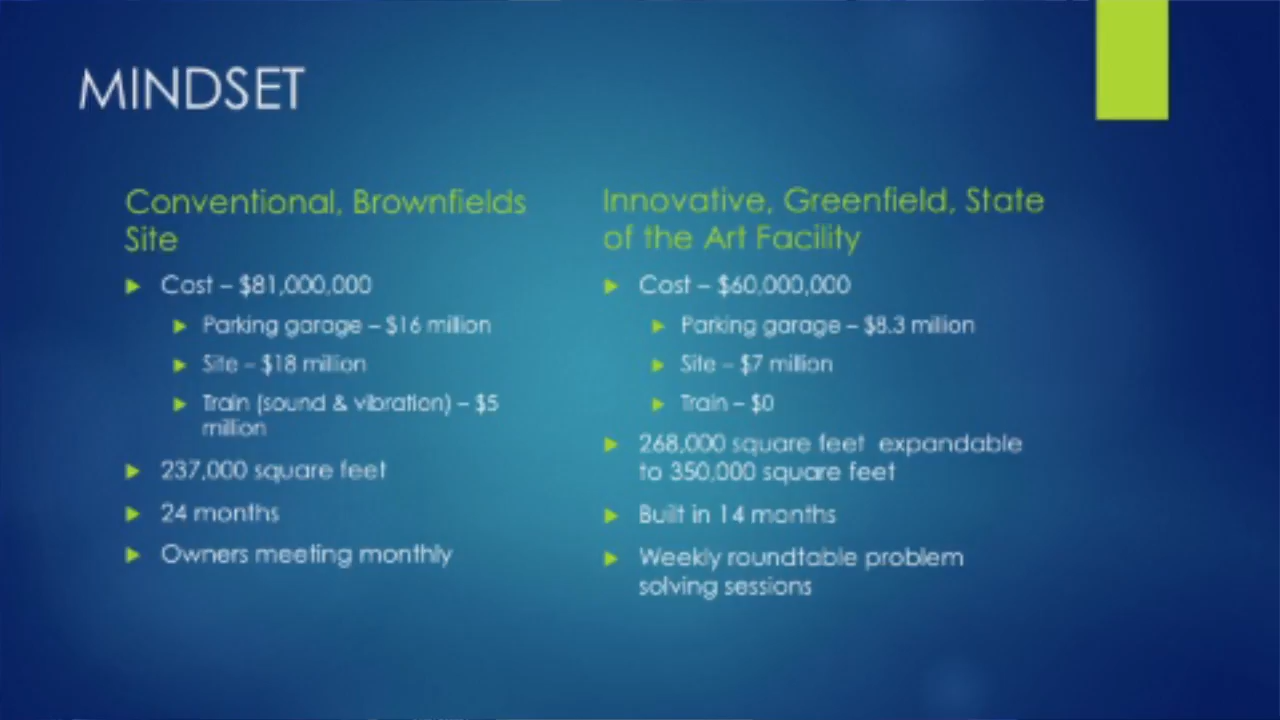 MINDSET
Conventional, Brownfields
Site
Cost – $81,000,000
Parking garage – $16 million
Site – $18 million
Train (sound & vibration) – $5
million
237,000 square feet
24 months
Owners meeting monthly
Innovative, Greenfield, State
of the Art Facility
Cost – $60,000,000
Parking garage – $8.3 million
Site – $7 million
Train – $0
268,000 square feet expandable
to 350,000 square feet
Built in 14 months
Weekly roundtable problem
solving sessions